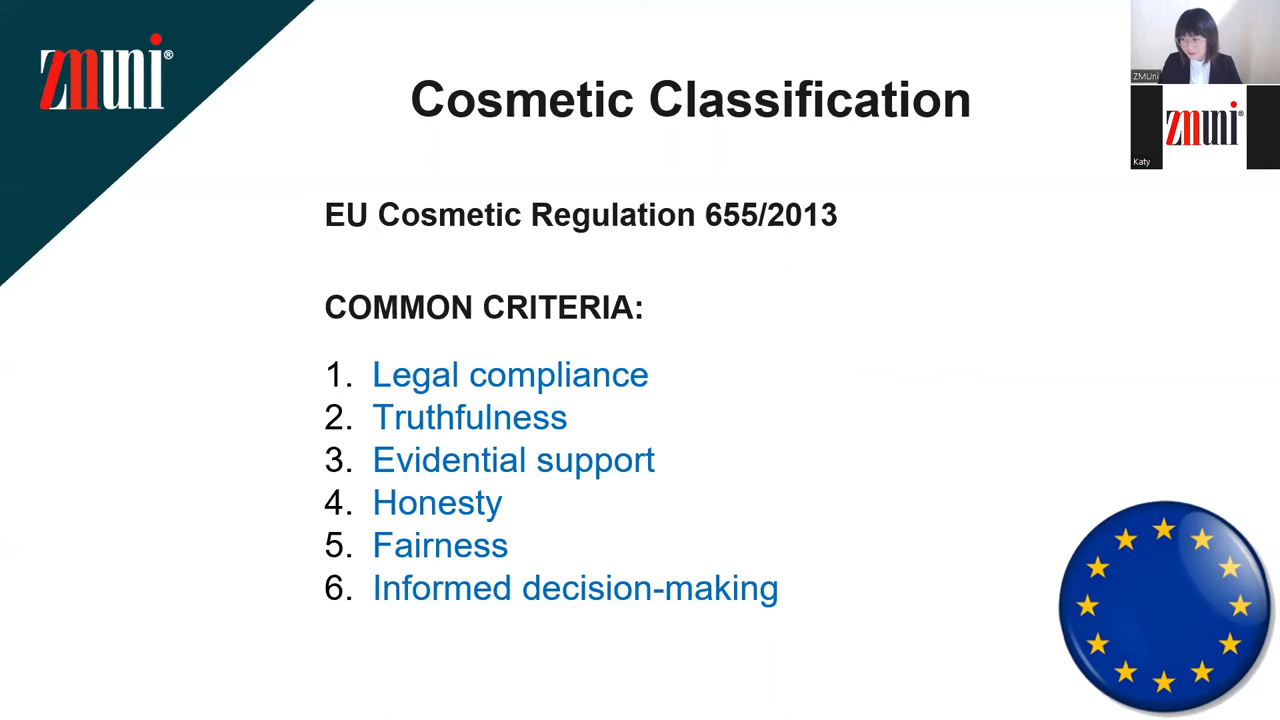 zmuni®
Cosmetic Classification
ZMUni
zmuni®
Katy
EU Cosmetic Regulation 655/2013
COMMON CRITERIA:
1. Legal compliance
2. Truthfulness
3. Evidential support
4. Honesty
5. Fairness
6. Informed decision-making